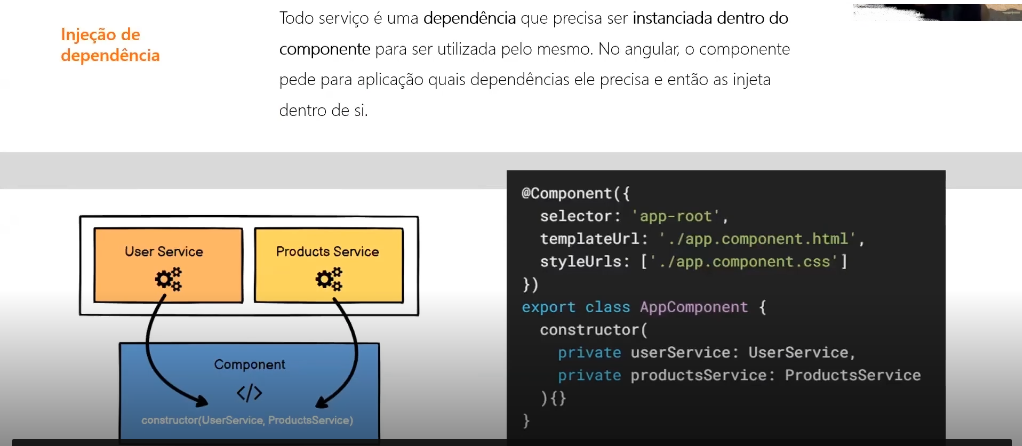 Injeção de
dependência
Todo serviço é uma dependência que precisa ser instanciada dentro do
componente para ser utilizada pelo mesmo. No angular, o componente
pede para aplicação quais dependências ele precisa e então as injeta
dentro de si.
User Service
Products Service
Component
</>
constructor(UserService, ProductsService)
@Component({
  selector: 'app-root',
  templateUrl: './app.component.html',
  styleUrls: ['./app.component.css']
})
export class AppComponent {
  constructor(
    private userService: UserService,
    private productsService: ProductsService
  ){}
}